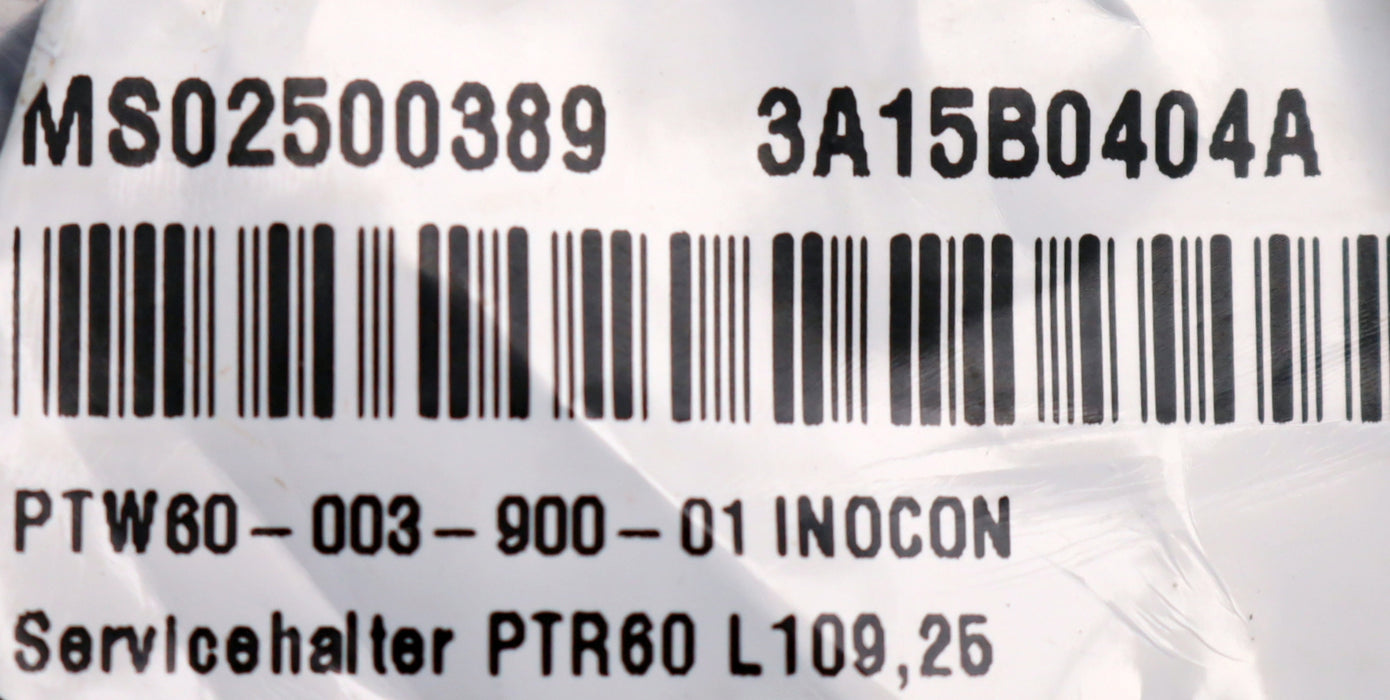 MS02500389 3A15B0404A
PTW60-003-900-01 INOCON
Servicehalter PTR60 L109,25